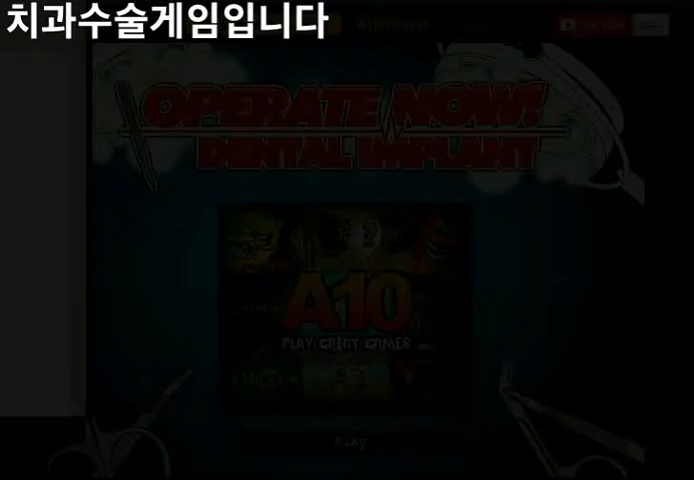 치과수술게임입니다
OPERATE NOW!
DENTAL IMPLANT
A10
PLAY GREAT GAMES
Play